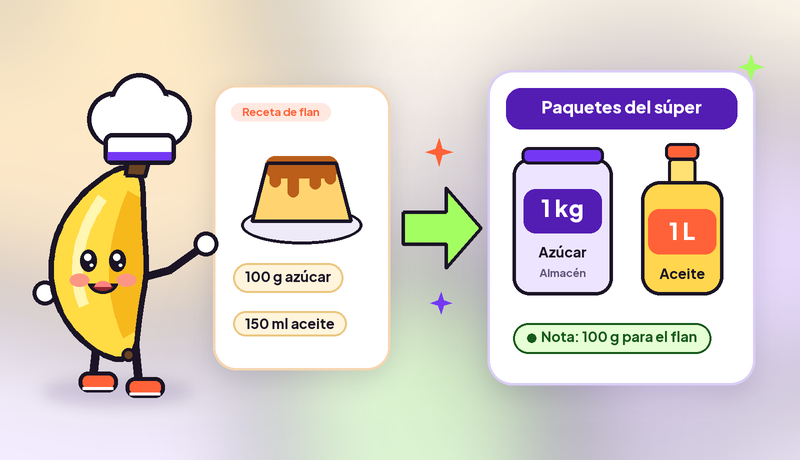 Receta de flan
100 g azúcar
150 ml aceite
Paquetes del súper
1 kg
Azúcar
Almacén
1 L
Aceite
Nota: 100 g para el flan